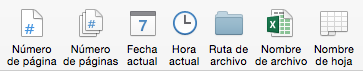 #
#
7
Número de página
Número de páginas
Fecha actual
Hora actual
Ruta de archivo
Nombre de archivo
Nombre de hoja